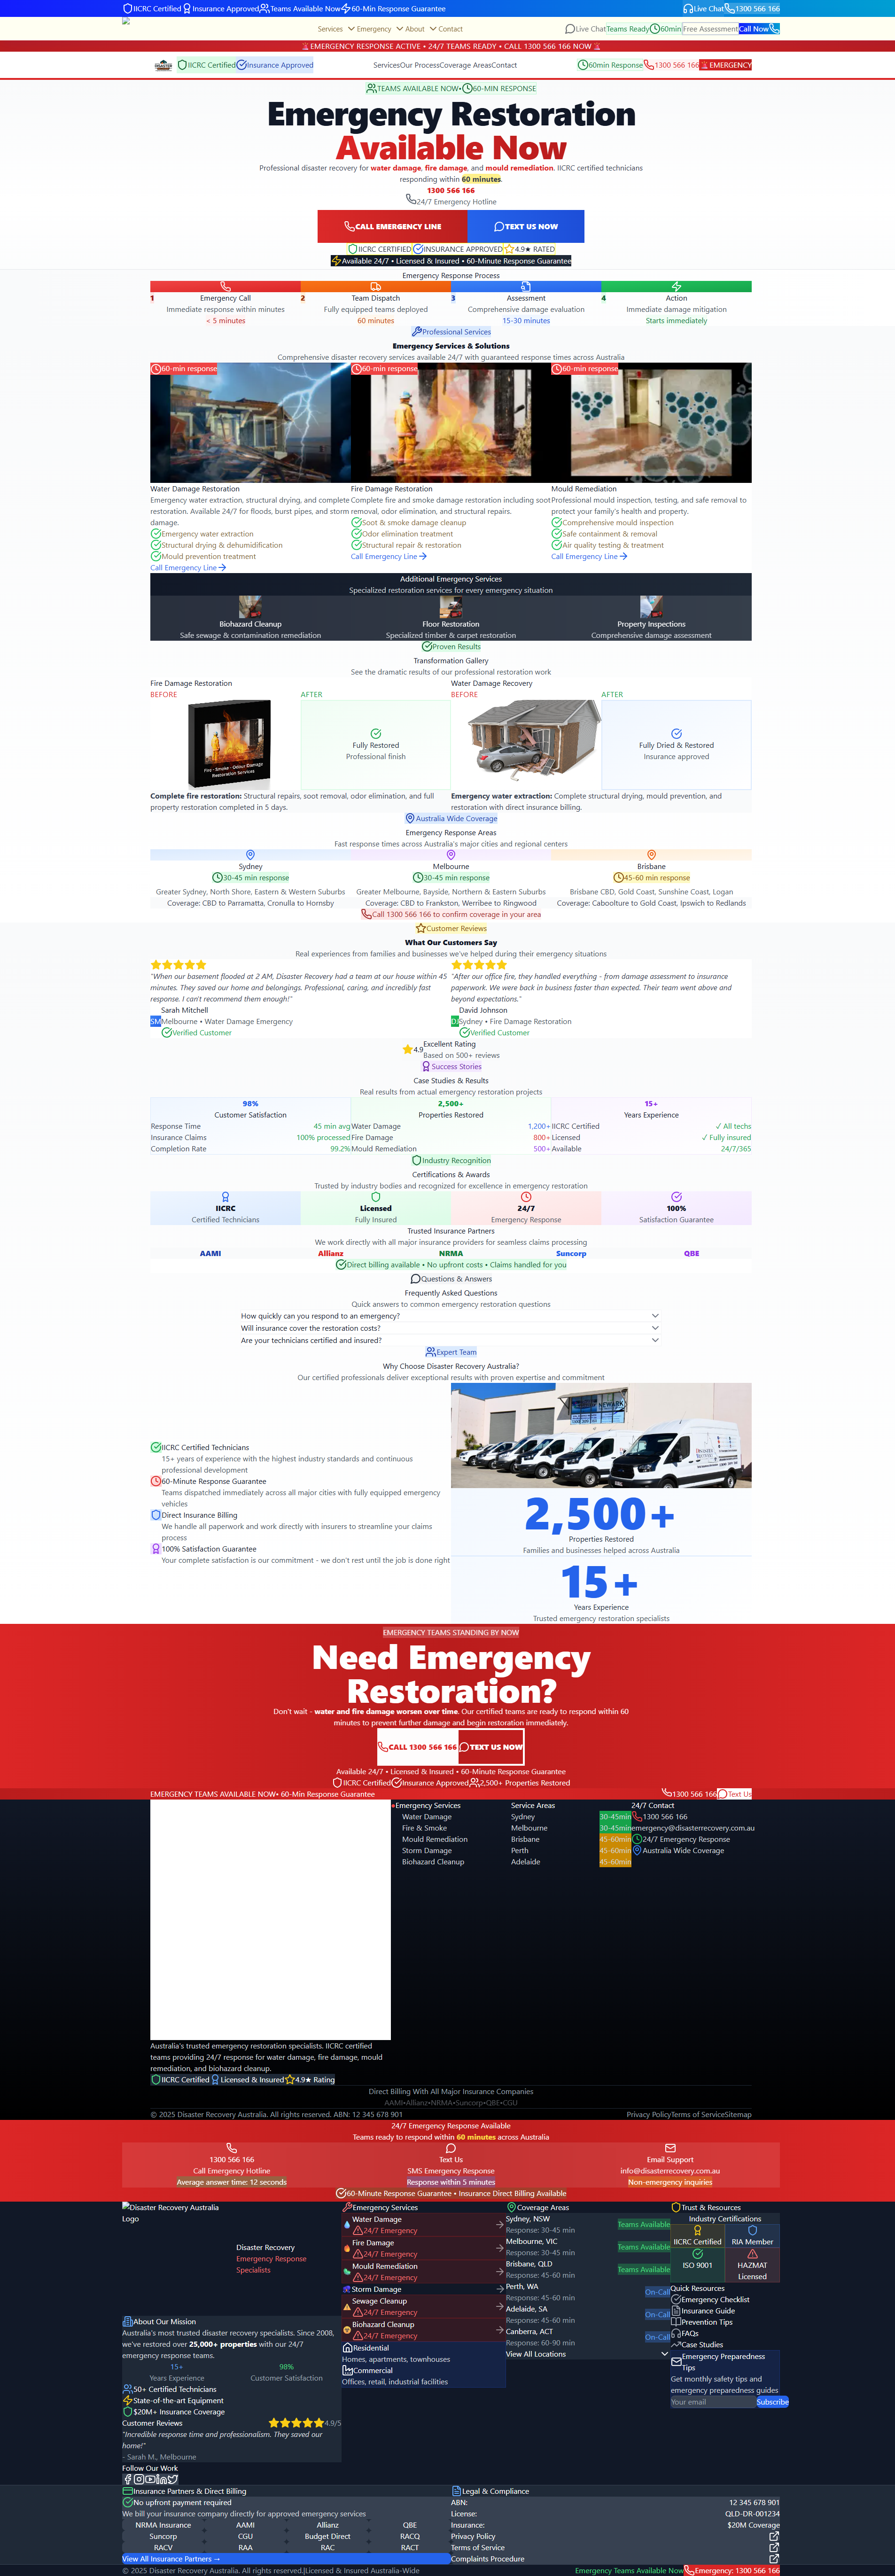 IICRC Certified Insurance Approved Teams Available Now 60-Min Response Guarantee Live Chat 1300 566 166
Services Emergency About Contact Live Chat Teams Ready 60min Free Assessment Call Now
🚨 EMERGENCY RESPONSE ACTIVE • 24/7 TEAMS READY • CALL 1300 566 166 NOW 🚨
IICRC Certified Insurance Approved Services Our Process Coverage Areas Contact 60min Response 1300 566 166 🚨 EMERGENCY
TEAMS AVAILABLE NOW • 60-MIN RESPONSE
Emergency Restoration
Available Now
Professional disaster recovery for water damage, fire damage, and mould remediation. IICRC certified technicians
responding within 60 minutes.
1300 566 166
24/7 Emergency Hotline
CALL EMERGENCY LINE TEXT US NOW
IICRC CERTIFIED INSURANCE APPROVED 4.9★ RATED
Available 24/7 • Licensed & Insured • 60-Minute Response Guarantee
Emergency Response Process
1 Emergency Call 2 Team Dispatch 3 Assessment 4 Action
Immediate response within minutes Fully equipped teams deployed Comprehensive damage evaluation Immediate damage mitigation
< 5 minutes 60 minutes 15-30 minutes Starts immediately
Professional Services
Emergency Services & Solutions
Comprehensive disaster recovery services available 24/7 with guaranteed response times across Australia
60-min response 60-min response 60-min response
Water Damage Restoration
Emergency water extraction, structural drying, and complete
restoration. Available 24/7 for floods, burst pipes, and storm
damage.
Emergency water extraction
Structural drying & dehumidification
Mould prevention treatment
Call Emergency Line
Fire Damage Restoration
Complete fire and smoke damage restoration including soot
removal, odor elimination, and structural repairs.
Soot & smoke damage cleanup
Odor elimination treatment
Structural repair & restoration
Call Emergency Line
Mould Remediation
Professional mould inspection, testing, and safe removal to
protect your family's health and property.
Comprehensive mould inspection
Safe containment & removal
Air quality testing & treatment
Call Emergency Line
Additional Emergency Services
Specialized restoration services for every emergency situation
Biohazard Cleanup Floor Restoration Property Inspections
Safe sewage & contamination remediation Specialized timber & carpet restoration Comprehensive damage assessment
Proven Results
Transformation Gallery
See the dramatic results of our professional restoration work
Fire Damage Restoration Water Damage Recovery
BEFORE AFTER BEFORE AFTER
Fire - Smoke - Odour Damage
Restoration Services
Fully Restored
Professional finish
Fully Dried & Restored
Insurance approved
Complete fire restoration: Structural repairs, soot removal, odor elimination, and full
property restoration completed in 5 days.
Emergency water extraction: Complete structural drying, mould prevention, and
restoration with direct insurance billing.
Australia Wide Coverage
Emergency Response Areas
Fast response times across Australia's major cities and regional centers
Sydney Melbourne Brisbane
30-45 min response 30-45 min response 45-60 min response
Greater Sydney, North Shore, Eastern & Western Suburbs Greater Melbourne, Bayside, Northern & Eastern Suburbs Brisbane CBD, Gold Coast, Sunshine Coast, Logan
Coverage: CBD to Parramatta, Cronulla to Hornsby Coverage: CBD to Frankston, Werribee to Ringwood Coverage: Caboolture to Gold Coast, Ipswich to Redlands
Call 1300 566 166 to confirm coverage in your area
Customer Reviews
What Our Customers Say
Real experiences from families and businesses we've helped during their emergency situations
"When our basement flooded at 2 AM, Disaster Recovery had a team at our house within 45
minutes. They saved our home and belongings. Professional, caring, and incredibly fast
response. I can't recommend them enough!"
Sarah Mitchell
SM Melbourne • Water Damage Emergency
Verified Customer
"After our office fire, they handled everything - from damage assessment to insurance
paperwork. We were back in business faster than expected. Their team went above and
beyond expectations."
David Johnson
DJ Sydney • Fire Damage Restoration
Verified Customer
4.9 Excellent Rating
Based on 500+ reviews
Success Stories
Case Studies & Results
Real results from actual emergency restoration projects
98% 2,500+ 15+
Customer Satisfaction Properties Restored Years Experience
Response Time 45 min avg Water Damage 1,200+ IICRC Certified ✓ All techs
Insurance Claims 100% processed Fire Damage 800+ Licensed ✓ Fully insured
Completion Rate 99.2% Mould Remediation 500+ Available 24/7/365
Industry Recognition
Certifications & Awards
Trusted by industry bodies and recognized for excellence in emergency restoration
IICRC Licensed 24/7 100%
Certified Technicians Fully Insured Emergency Response Satisfaction Guarantee
Trusted Insurance Partners
We work directly with all major insurance providers for seamless claims processing
AAMI Allianz NRMA Suncorp QBE
Direct billing available • No upfront costs • Claims handled for you
Questions & Answers
Frequently Asked Questions
Quick answers to common emergency restoration questions
How quickly can you respond to an emergency?
Will insurance cover the restoration costs?
Are your technicians certified and insured?
Expert Team
Why Choose Disaster Recovery Australia?
Our certified professionals deliver exceptional results with proven expertise and commitment
IICRC Certified Technicians
15+ years of experience with the highest industry standards and continuous
professional development
60-Minute Response Guarantee
Teams dispatched immediately across all major cities with fully equipped emergency
vehicles
Direct Insurance Billing
We handle all paperwork and work directly with insurers to streamline your claims
process
100% Satisfaction Guarantee
Your complete satisfaction is our commitment - we don't rest until the job is done right
2,500+
Properties Restored
Families and businesses helped across Australia
15+
Years Experience
Trusted emergency restoration specialists
EMERGENCY TEAMS STANDING BY NOW
Need Emergency
Restoration?
Don't wait - water and fire damage worsen over time. Our certified teams are ready to respond within 60
minutes to prevent further damage and begin restoration immediately.
CALL 1300 566 166 TEXT US NOW
Available 24/7 • Licensed & Insured • 60-Minute Response Guarantee
IICRC Certified Insurance Approved 2,500+ Properties Restored
EMERGENCY TEAMS AVAILABLE NOW • 60-Min Response Guarantee 1300 566 166 Text Us
Emergency Services
Water Damage
Fire & Smoke
Mould Remediation
Storm Damage
Biohazard Cleanup
Service Areas
Sydney 30-45min
Melbourne 30-45min
Brisbane 45-60min
Perth 45-60min
Adelaide 45-60min
24/7 Contact
1300 566 166
emergency@disasterrecovery.com.au
24/7 Emergency Response
Australia Wide Coverage
Australia's trusted emergency restoration specialists. IICRC certified
teams providing 24/7 response for water damage, fire damage, mould
remediation, and biohazard cleanup.
IICRC Certified Licensed & Insured 4.9★ Rating
Direct Billing With All Major Insurance Companies
AAMI•Allianz•NRMA•Suncorp•QBE•CGU
© 2025 Disaster Recovery Australia. All rights reserved. ABN: 12 345 678 901 Privacy Policy Terms of Service Sitemap
24/7 Emergency Response Available
Teams ready to respond within 60 minutes across Australia
1300 566 166 Text Us Email Support
Call Emergency Hotline SMS Emergency Response info@disasterrecovery.com.au
Average answer time: 12 seconds Response within 5 minutes Non-emergency inquiries
60-Minute Response Guarantee • Insurance Direct Billing Available
Disaster Recovery Australia
Logo
Disaster Recovery
Emergency Response
Specialists
About Our Mission
Australia's most trusted disaster recovery specialists. Since 2008,
we've restored over 25,000+ properties with our 24/7
emergency response teams.
15+ 98%
Years Experience Customer Satisfaction
50+ Certified Technicians
State-of-the-art Equipment
$20M+ Insurance Coverage
Customer Reviews 4.9/5
"Incredible response time and professionalism. They saved our
home!"
- Sarah M., Melbourne
Follow Our Work
Emergency Services
Water Damage
24/7 Emergency
Fire Damage
24/7 Emergency
Mould Remediation
24/7 Emergency
Storm Damage
Sewage Cleanup
24/7 Emergency
Biohazard Cleanup
24/7 Emergency
Residential
Homes, apartments, townhouses
Commercial
Offices, retail, industrial facilities
Coverage Areas
Sydney, NSW
Response: 30-45 min Teams Available
Melbourne, VIC
Response: 30-45 min Teams Available
Brisbane, QLD
Response: 45-60 min Teams Available
Perth, WA
Response: 45-60 min On-Call
Adelaide, SA
Response: 45-60 min On-Call
Canberra, ACT
Response: 60-90 min On-Call
View All Locations
Trust & Resources
Industry Certifications
IICRC Certified RIA Member
ISO 9001 HAZMAT
Licensed
Quick Resources
Emergency Checklist
Insurance Guide
Prevention Tips
FAQs
Case Studies
Emergency Preparedness
Tips
Get monthly safety tips and
emergency preparedness guides
Your email Subscribe
Insurance Partners & Direct Billing
No upfront payment required
We bill your insurance company directly for approved emergency services
NRMA Insurance AAMI Allianz QBE
Suncorp CGU Budget Direct RACQ
RACV RAA RAC RACT
View All Insurance Partners →
Legal & Compliance
ABN: 12 345 678 901
License: QLD-DR-001234
Insurance: $20M Coverage
Privacy Policy
Terms of Service
Complaints Procedure
© 2025 Disaster Recovery Australia. All rights reserved.|Licensed & Insured Australia-Wide Emergency Teams Available Now Emergency: 1300 566 166